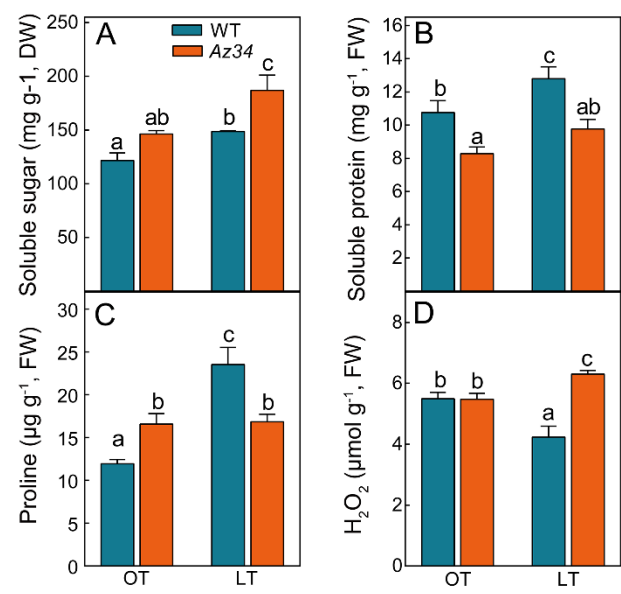 A
WT
Az34
Soluble sugar (mg g-1, DW)
250
200
150
100
50
a
ab
b
c
B
Soluble protein (mg g⁻¹, FW)
16
14
12
10
8
6
4
2
b
a
c
ab
C
Proline (µg g⁻¹, FW)
30
25
20
15
10
5
0
a
b
c
b
OT
LT
D
H₂O₂ (µmol g⁻¹, FW)
8
6
4
2
0
b
b
a
c
OT
LT